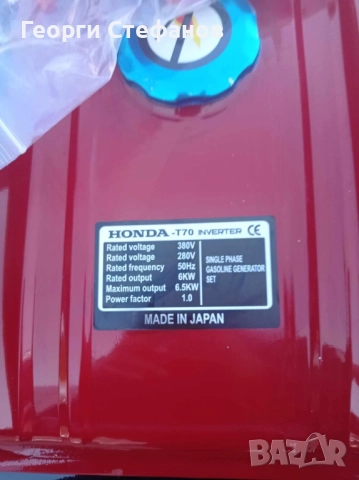 Георги Стефанов
HONDA -T70 INVERTER CE
Rated voltage 380V
Rated voltage 280V
Rated frequency 50Hz
Rated output 6KW
Maximum output 6.5KW
Power factor 1.0
SINGLE PHASE
GASOLINE GENERATOR
SET
MADE IN JAPAN
BAZAR